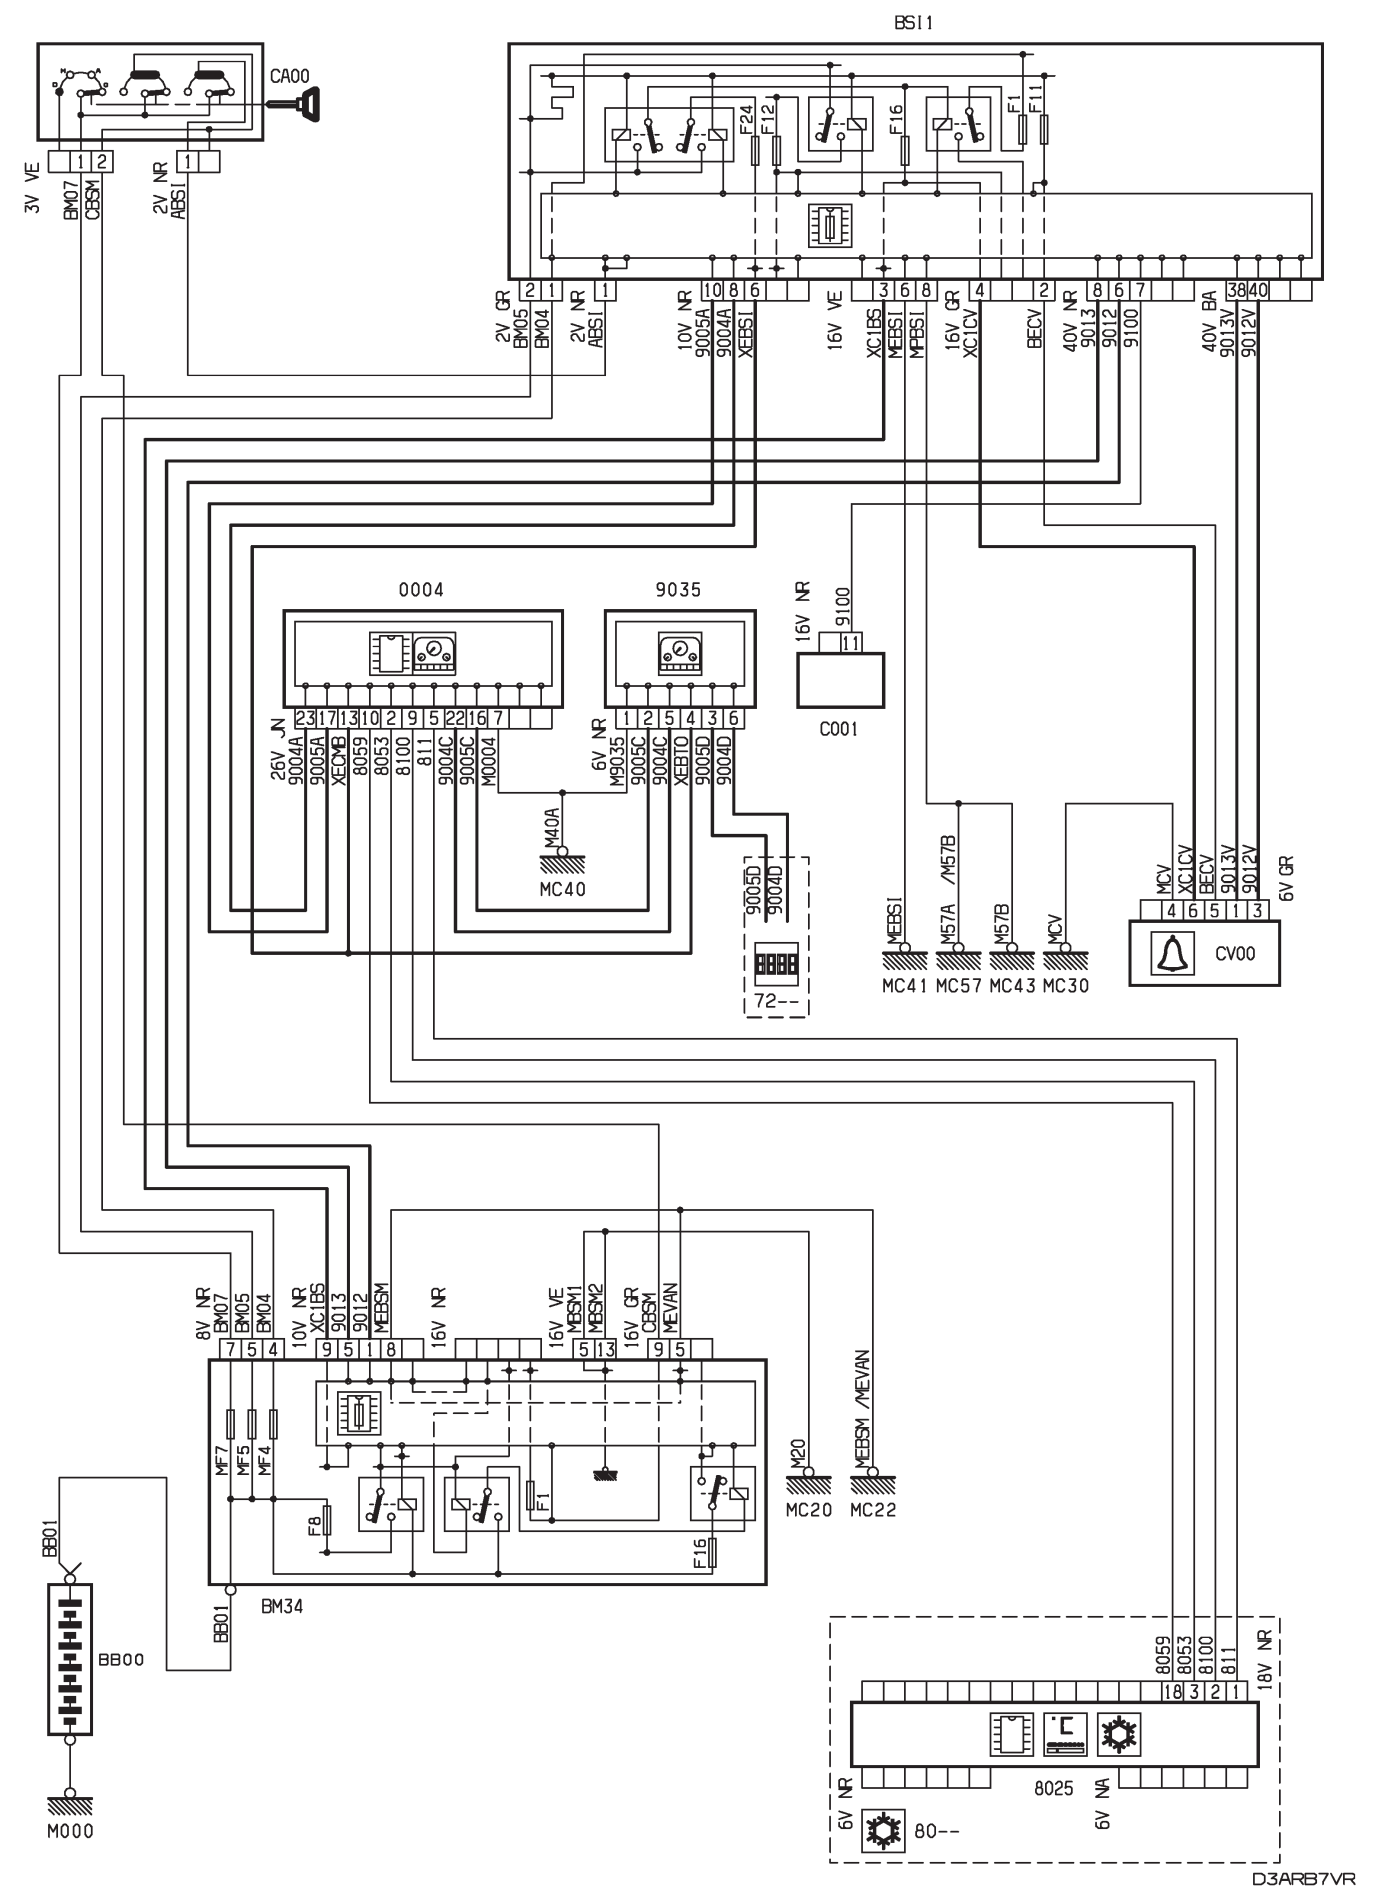 BSI1
CA00
F24
F12
F16
F1
F11
1
2
1
3V VE
BM07
CBSM
2V NR
ABSI
2
1
1
10
8
6
3
6
8
4
2
8
6
7
38
40
2V GR
BM05
BM04
2V NR
ABSI
10V NR
9005A
9004A
XEBSI
16V VE
XC1BS
MEBSI
MPBSI
16V GR
XC1CV
BECV
40V NR
9013
9012
9100
40V BA
9013V
9012V
0004
9035
16V NR
9100
11
C001
23
17
13
10
2
9
5
22
16
7
26V JN
9004A
9005A
XECMB
8059
8053
8100
811
9004C
9005C
M0004
1
2
5
4
3
6
6V NR
M9035
9005C
9004C
XEBTO
9005D
9004D
M40A
MC40
9005D
9004D
72--
MEBSI
M57A /M57B
M57B
MCV
MC41
MC57
MC43
MC30
MCV
XC1CV
BECV
9013V
9012V
6V GR
4
6
5
1
3
CV00
8V NR
BM07
BM05
BM04
10V NR
XC1BS
9013
9012
MEBSM
16V NR
16V VE
MBSM1
MBSM2
16V GR
CBSM
MEVAN
7
5
4
9
5
1
8
5
13
9
5
MF7
MF5
MF4
F8
F1
F16
M20
MEBSM /MEVAN
MC20
MC22
BM34
BB01
BB01
BB00
M000
8059
8053
8100
811
18V NR
18
3
2
1
°C
6V NR
8025
6V NA
80--
D3ARB7VR